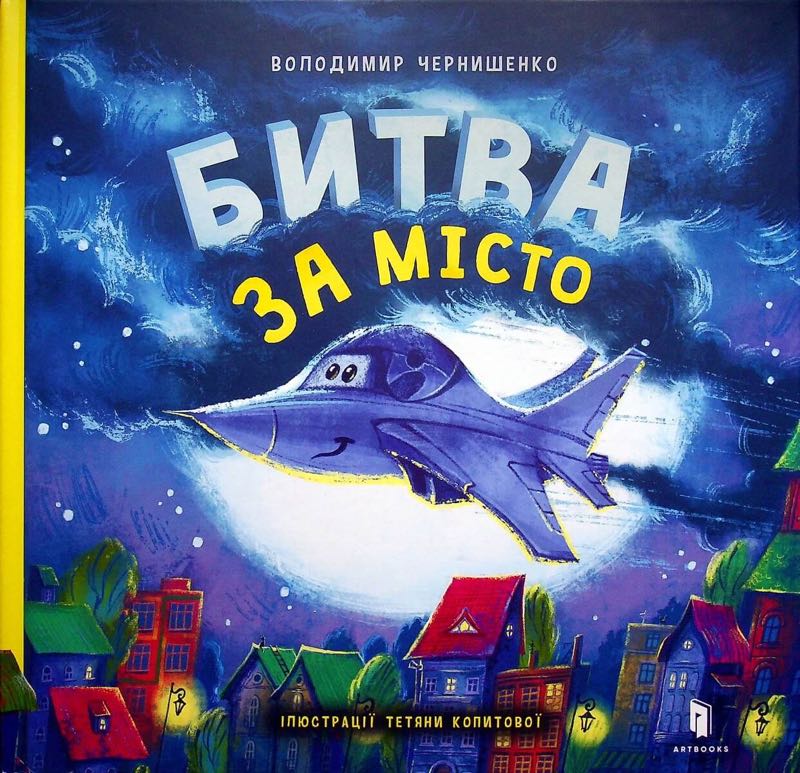 ВОЛОДИМИР ЧЕРНИШЕНКО
БИТВА
ЗА МІСТО
ІЛЮСТРАЦІЇ ТЕТЯНИ КОПИТОВОЇ
ARTBOOKS